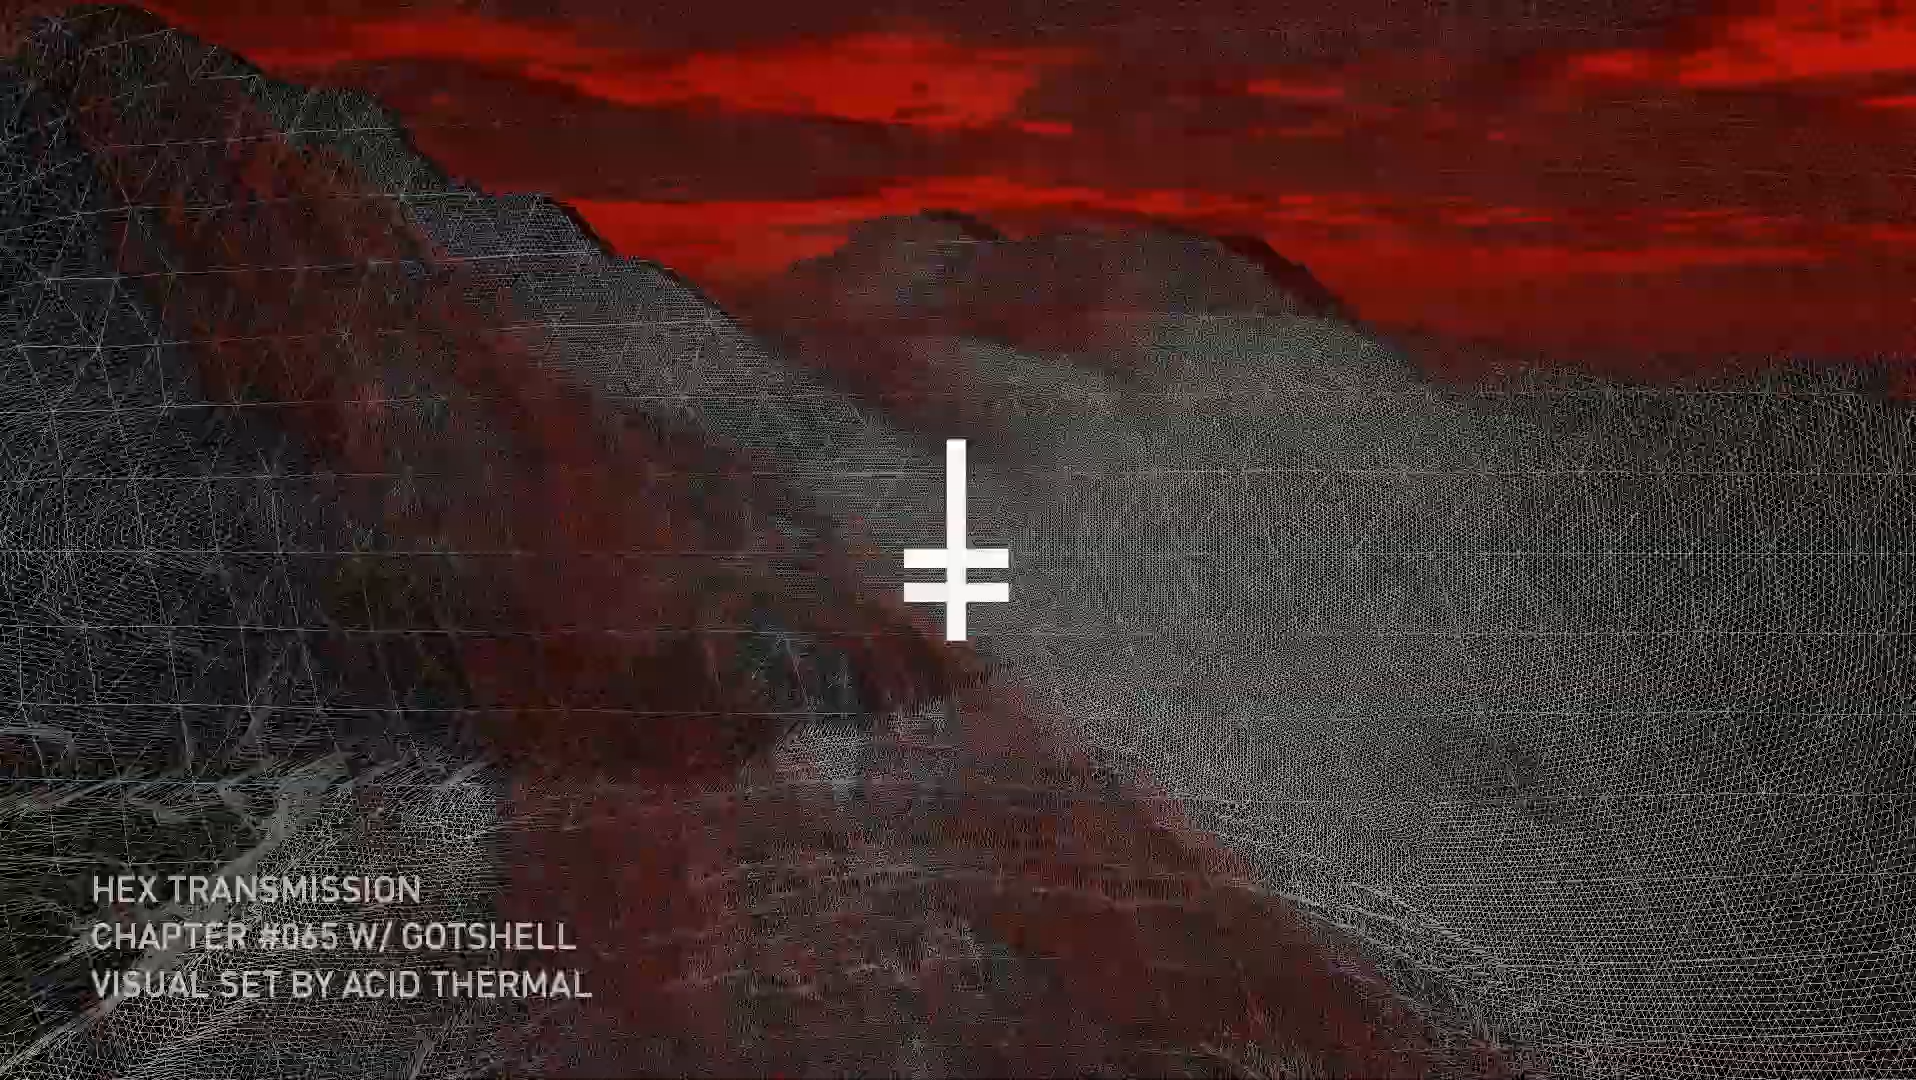 HEX TRANSMISSION
CHAPTER #065 W/ GOTSHELL
VISUAL SET BY ACID THERMAL